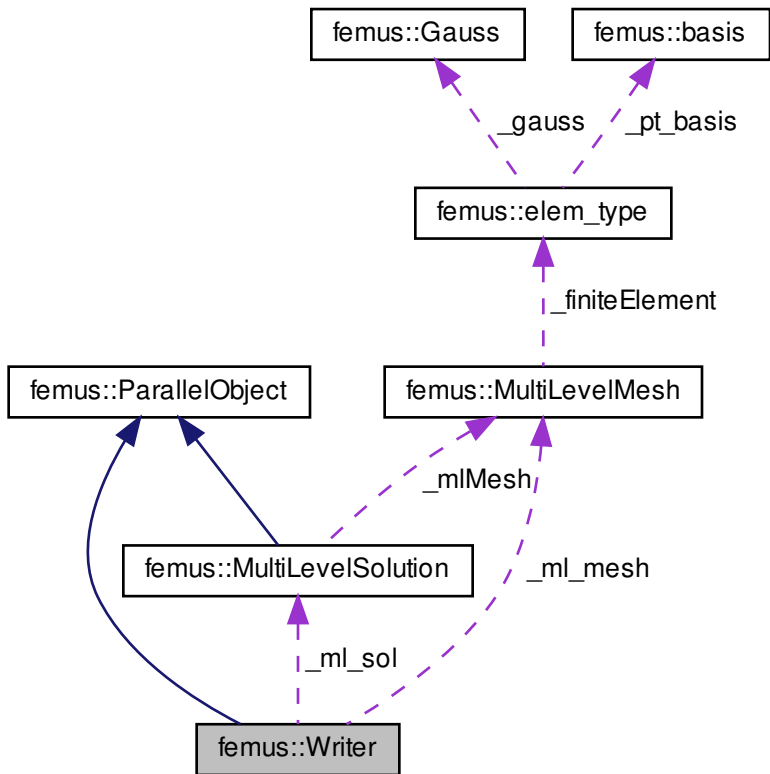 femus::Gauss
femus::basis
_gauss
_pt_basis
femus::elem_type
_finiteElement
femus::ParallelObject
femus::MultiLevelMesh
_mlMesh
femus::MultiLevelSolution
_ml_mesh
_ml_sol
femus::Writer